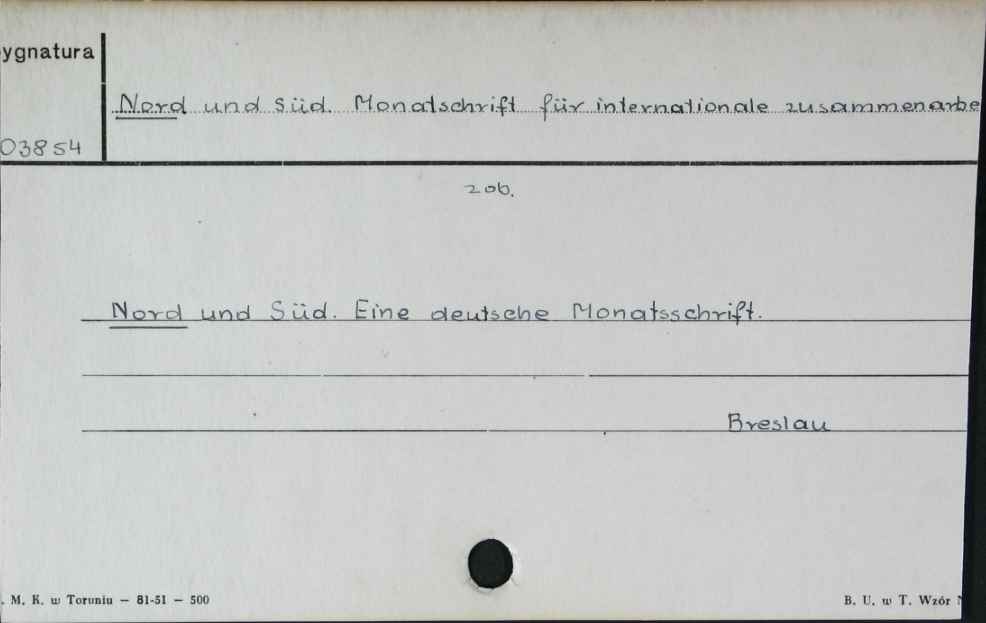 ygnatura
Nord und Süd. Monatschrift für internationale zusammenarbe
03854
zob.
Nord und Süd. Eine deutsche Monatsschrift.
Breslau
. M. K. w Toruniu — 81-51 — 500
B. U. w T. Wzór N